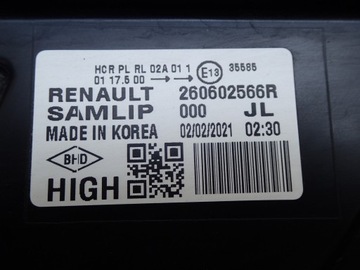 HCR PL RL 02A 01 1 E13 35585
01 17.5 00
RENAULT 260602566R
SAMLIP 000 JL
MADE IN KOREA 02/02/2021 02:30
BHD
HIGH